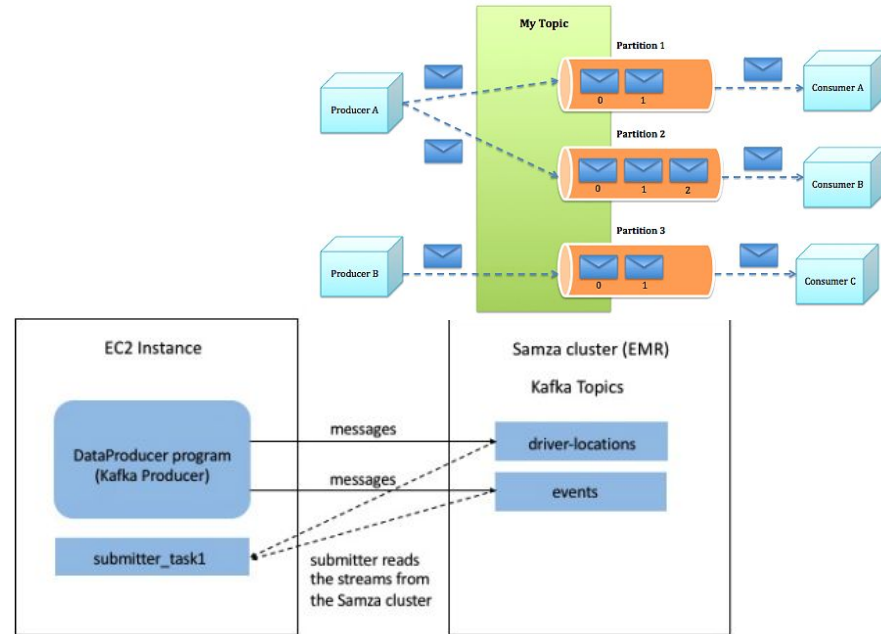 My Topic
Partition 1
Producer A
0 1
Consumer A
Partition 2
0 1 2
Consumer B
Partition 3
Producer B
0 1
Consumer C
EC2 Instance
Samza cluster (EMR)
Kafka Topics
messages
driver-locations
DataProducer program
(Kafka Producer)
messages
events
submitter_task1
submitter reads
the streams from
the Samza cluster